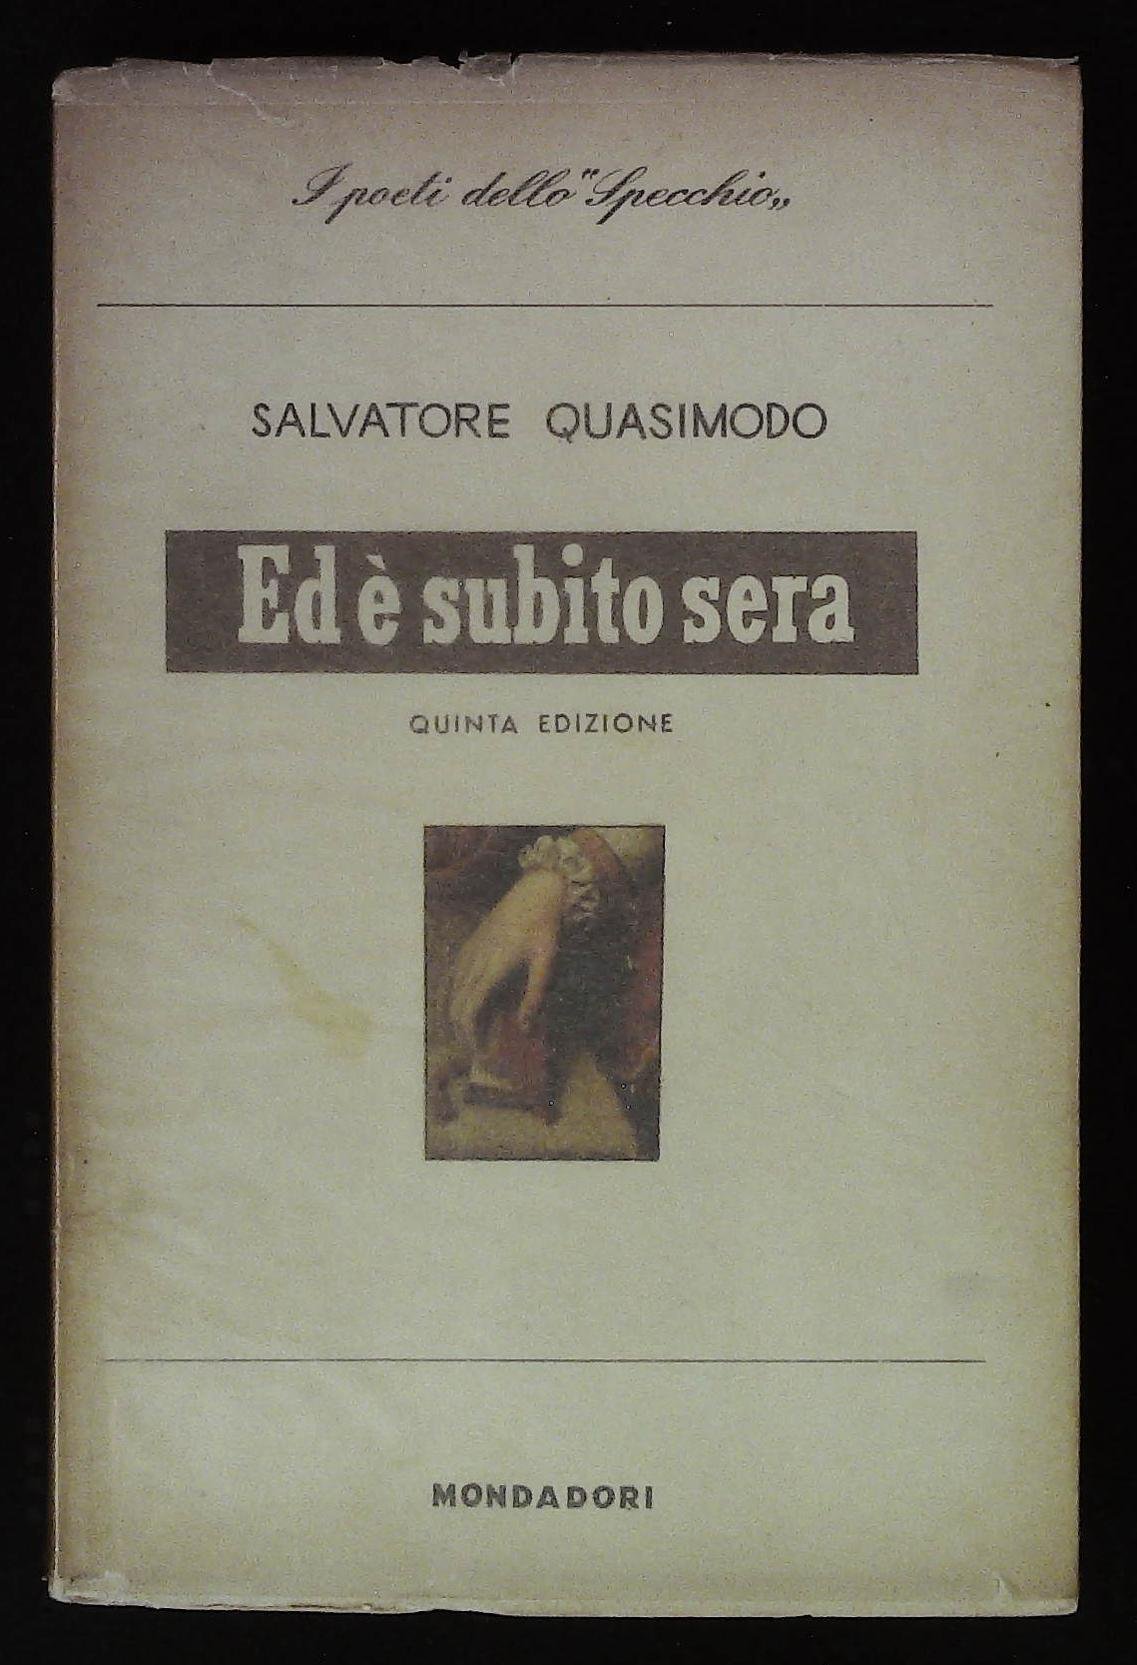 I poeti dello "Specchio„
SALVATORE QUASIMODO
Ed è subito sera
QUINTA EDIZIONE
MONDADORI